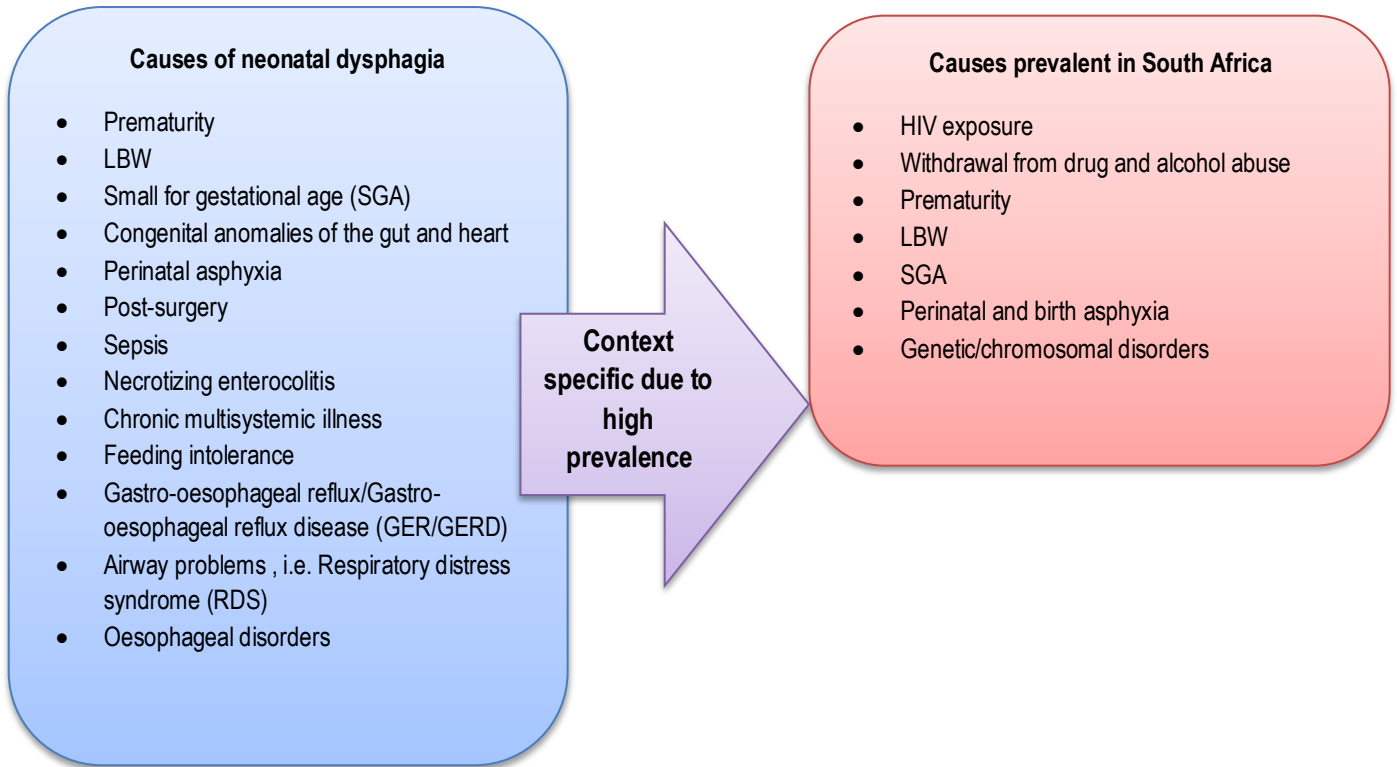 Causes of neonatal dysphagia
• Prematurity
• LBW
• Small for gestational age (SGA)
• Congenital anomalies of the gut and heart
• Perinatal asphyxia
• Post-surgery
• Sepsis
• Necrotizing enterocolitis
• Chronic multisystemic illness
• Feeding intolerance
• Gastro-oesophageal reflux/Gastro-
oesophageal reflux disease (GER/GERD)
• Airway problems , i.e. Respiratory distress
syndrome (RDS)
• Oesophageal disorders
Context
specific due to
high
prevalence
Causes prevalent in South Africa
• HIV exposure
• Withdrawal from drug and alcohol abuse
• Prematurity
• LBW
• SGA
• Perinatal and birth asphyxia
• Genetic/chromosomal disorders